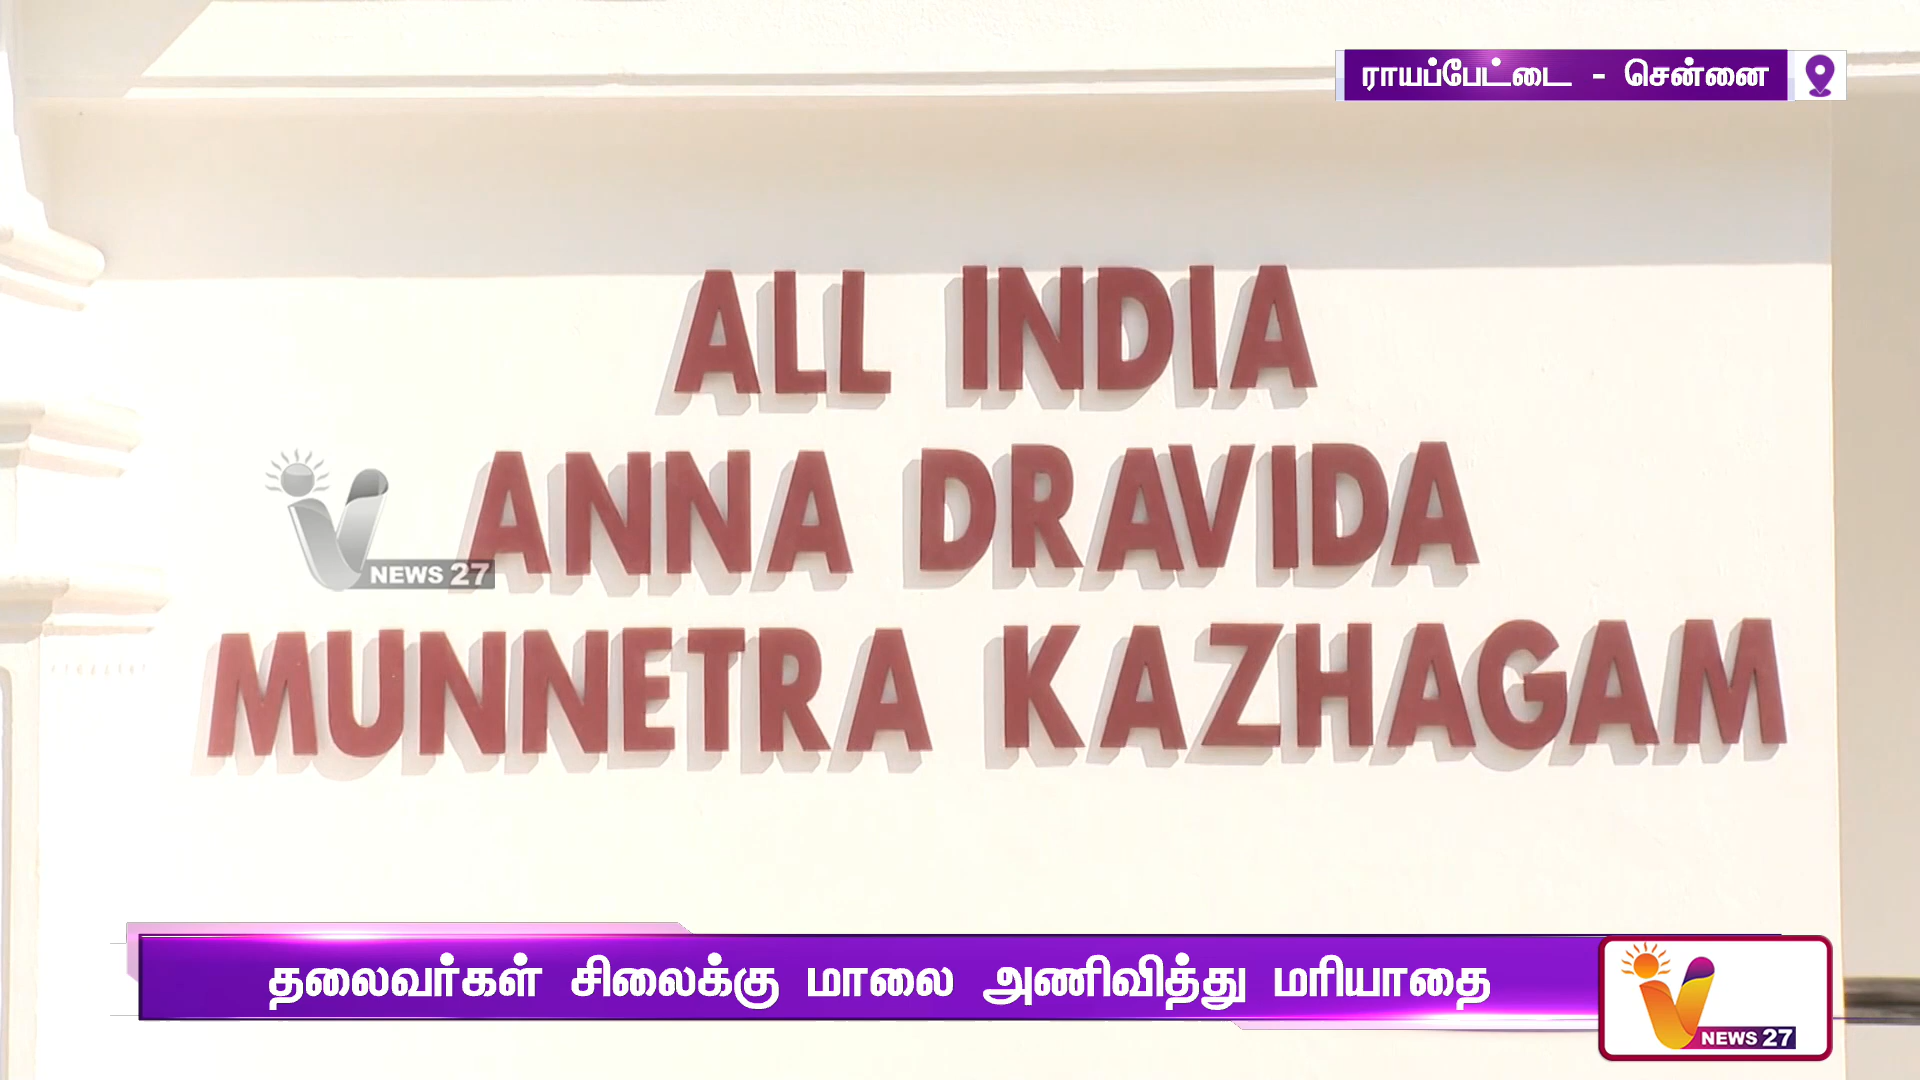 ராயப்பேட்டை - சென்னை
ALL INDIA
ANNA DRAVIDA
NEWS 27
MUNNETRA KAZHAGAM
தலைவர்கள் சிலைக்கு மாலை அணிவித்து மரியாதை
NEWS 27